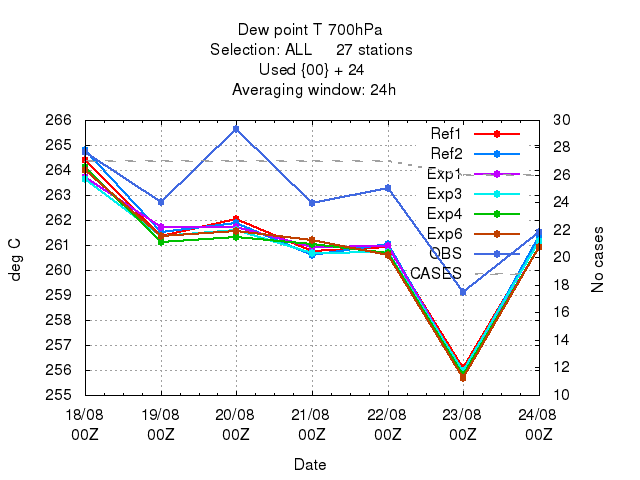 Dew point T 700hPa
Selection: ALL 27 stations
Used {00} + 24
Averaging window: 24h
266
265
264
263
262
261
260
259
258
257
256
255
deg C
30
28
26
24
22
20
18
16
14
12
10
No cases
Ref1
Ref2
Exp1
Exp3
Exp4
Exp6
OBS
CASES
18/08 19/08 20/08 21/08 22/08 23/08 24/08
00Z 00Z 00Z 00Z 00Z 00Z 00Z
Date